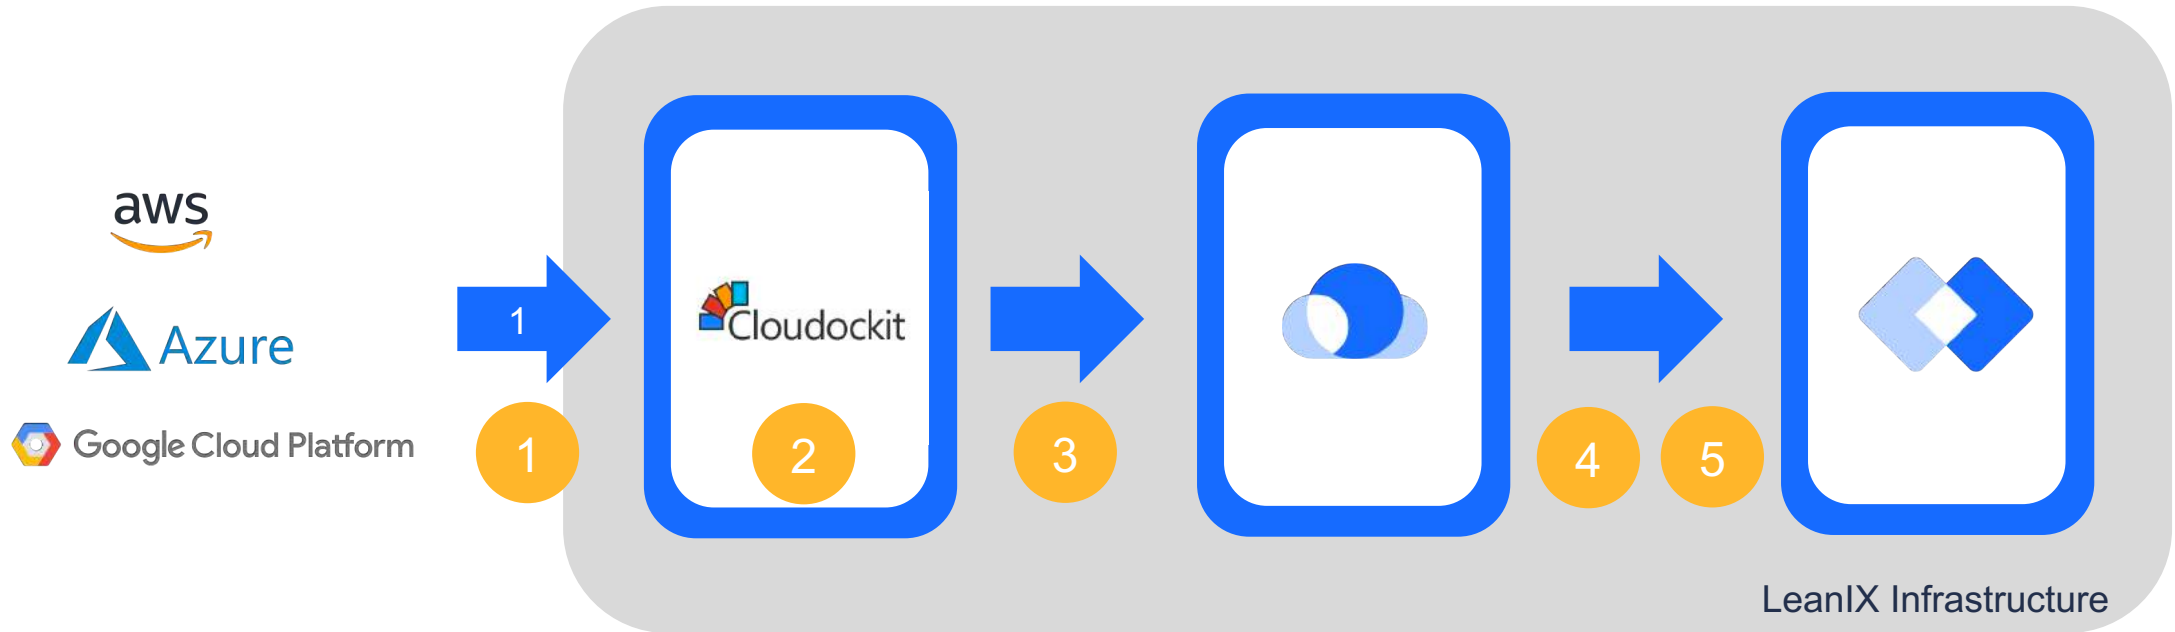 aws
Azure
Google Cloud Platform
1
1
Cloudockit
2
3
4
5
LeanIX Infrastructure